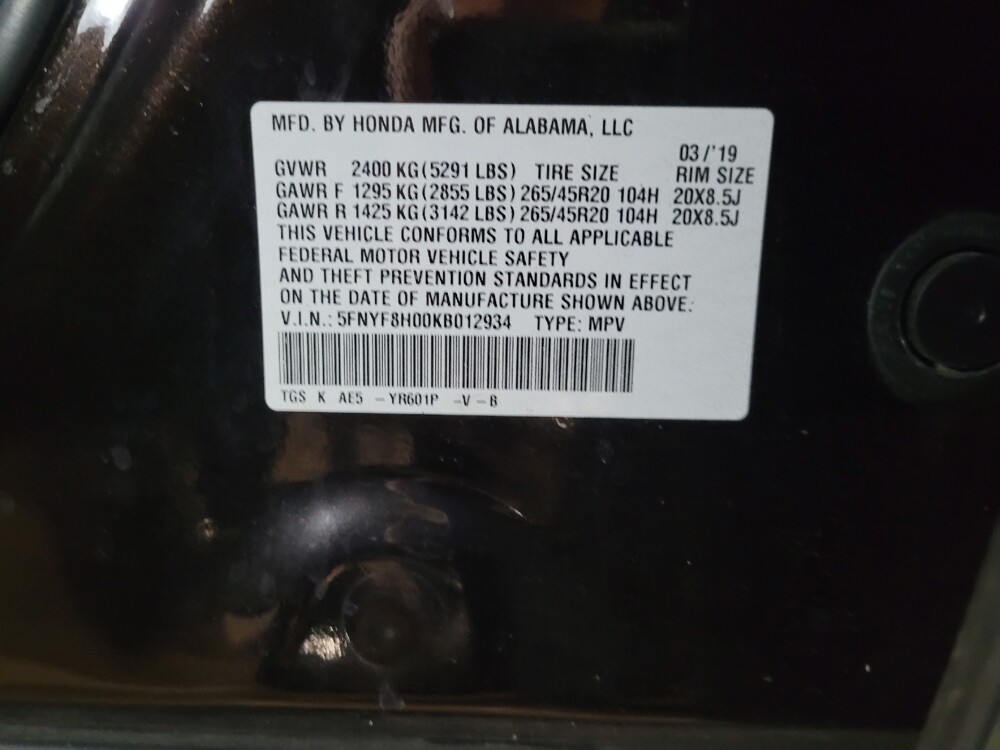 MFD. BY HONDA MFG. OF ALABAMA, LLC
03/'19
GVWR 2400 KG(5291 LBS) TIRE SIZE RIM SIZE
GAWR F 1295 KG(2855 LBS) 265/45R20 104H 20X8.5J
GAWR R 1425 KG(3142 LBS) 265/45R20 104H 20X8.5J
THIS VEHICLE CONFORMS TO ALL APPLICABLE
FEDERAL MOTOR VEHICLE SAFETY
AND THEFT PREVENTION STANDARDS IN EFFECT
ON THE DATE OF MANUFACTURE SHOWN ABOVE:
V.I.N.: 5FNYF8H00KB012934 TYPE: MPV
TGS K AE5 -YR601P -V-B